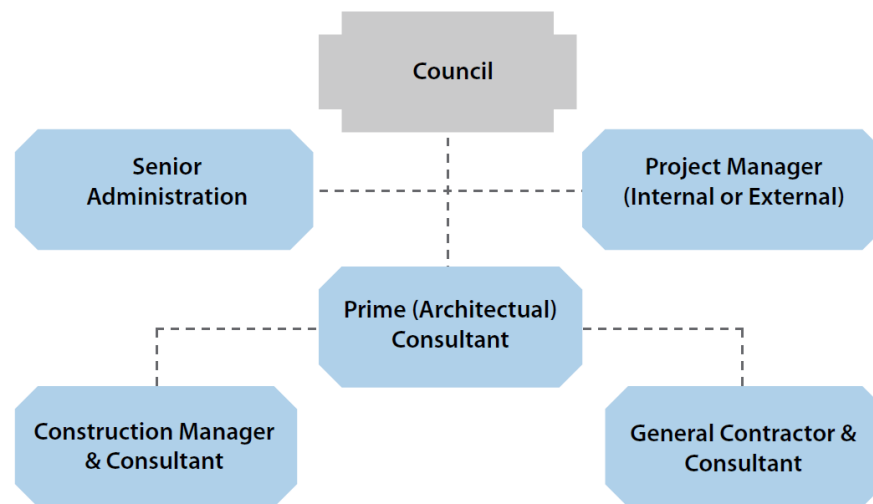 Council
Senior
Administration
Project Manager
(Internal or External)
Prime (Architectual)
Consultant
Construction Manager
& Consultant
General Contractor &
Consultant